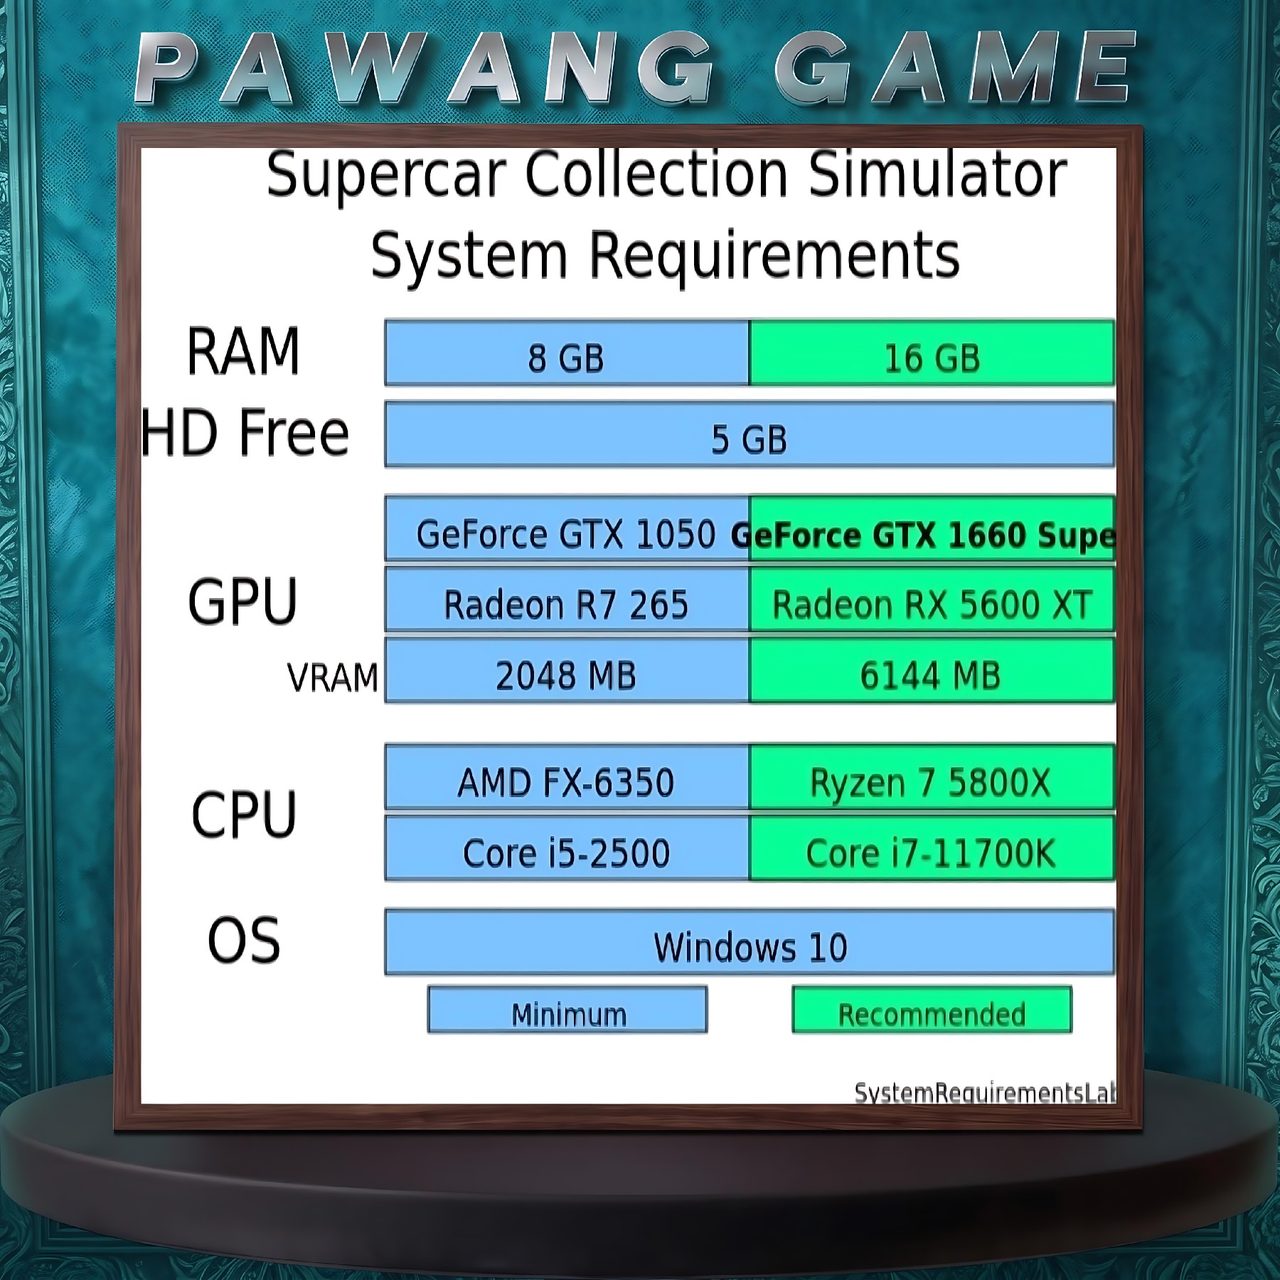 PAWANG GAME
Supercar Collection Simulator
System Requirements
RAM 8 GB 16 GB
HD Free 5 GB
GeForce GTX 1050 GeForce GTX 1660 Supe
GPU Radeon R7 265 Radeon RX 5600 XT
VRAM 2048 MB 6144 MB
AMD FX-6350 Ryzen 7 5800X
CPU
Core i5-2500 Core i7-11700K
OS Windows 10
Minimum Recommended
SystemRequirementsLab